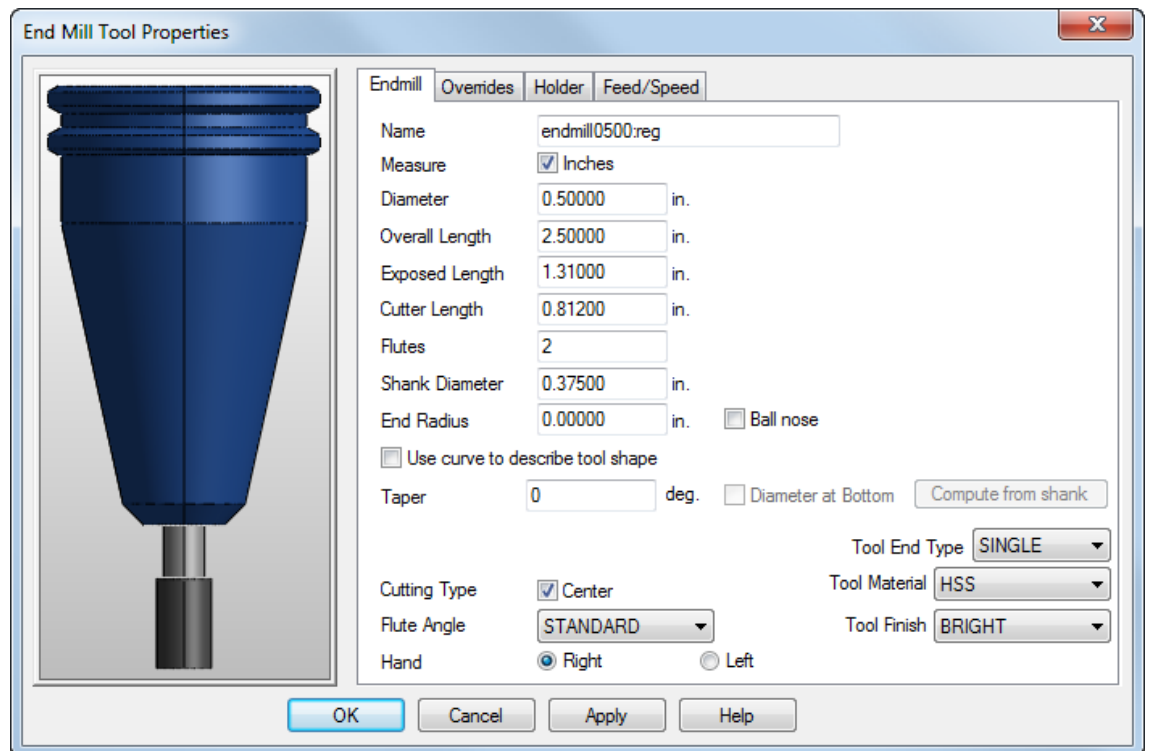 End Mill Tool Properties
Endmill Overrides Holder Feed/Speed
Name endmill0500:reg
Measure Inches
Diameter 0.50000 in.
Overall Length 2.50000 in.
Exposed Length 1.31000 in.
Cutter Length 0.81200 in.
Flutes 2
Shank Diameter 0.37500 in.
End Radius 0.00000 in. Ball nose
Use curve to describe tool shape
Taper 0 deg. Diameter at Bottom Compute from shank
Tool End Type SINGLE
Cutting Type Center Tool Material HSS
Flute Angle STANDARD Tool Finish BRIGHT
Hand Right Left
OK Cancel Apply Help